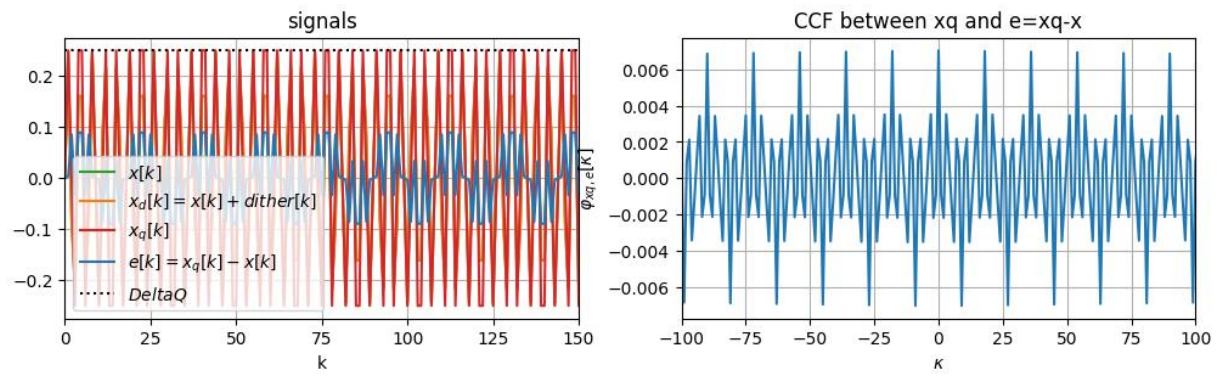 signals
0.2
0.1
0.0
−0.1
−0.2
x[k]
x_d[k] = x[k] + dither[k]
x_q[k]
e[k] = x_q[k] − x[k]
DeltaQ
0 25 50 75 100 125 150
k
CCF between xq and e=xq-x
φ_{xq,e}[κ]
0.006
0.004
0.002
0.000
−0.002
−0.004
−0.006
−100 −75 −50 −25 0 25 50 75 100
κ